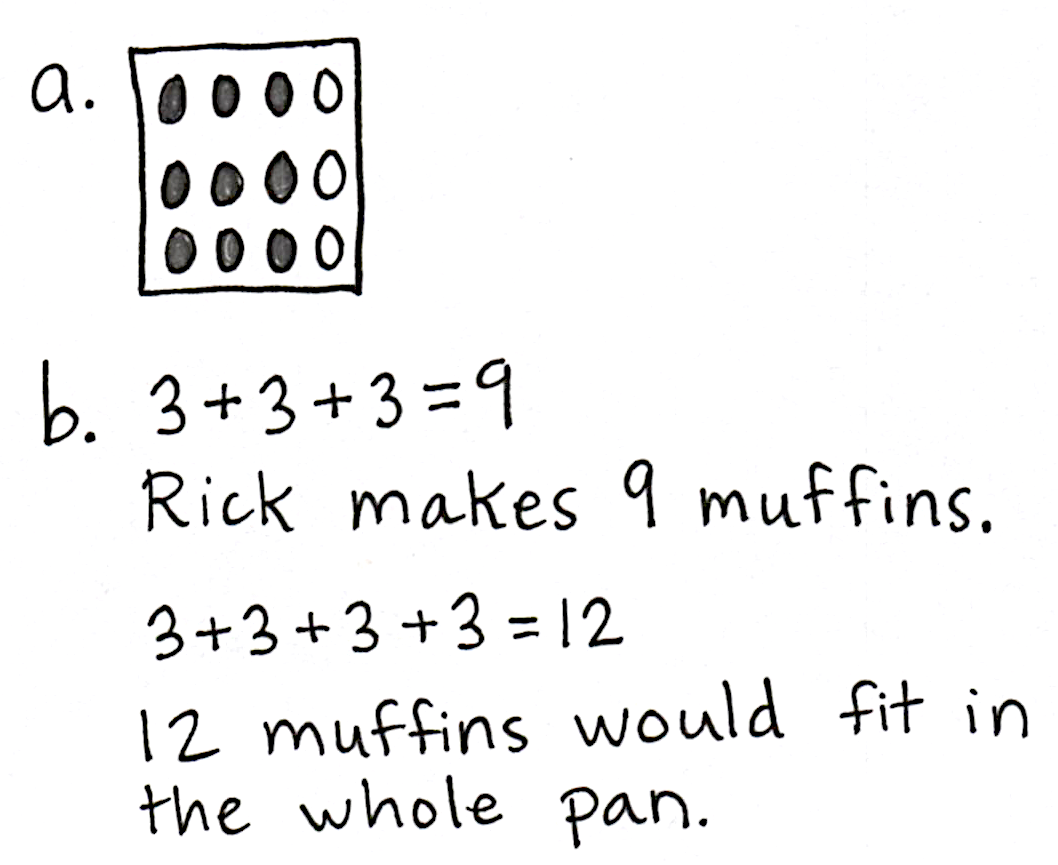 a.
b. 3+3+3=9
Rick makes 9 muffins.
3+3+3+3=12
12 muffins would fit in
the whole pan.